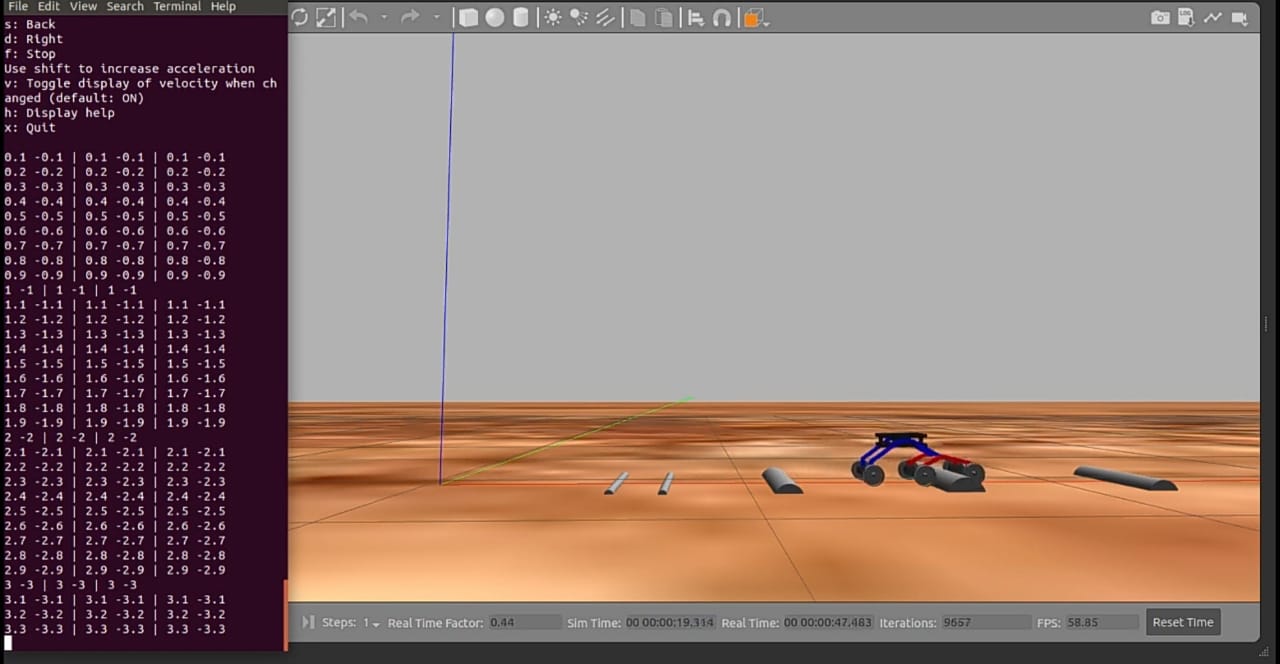 File Edit View Search Terminal Help
s: Back
d: Right
f: Stop
Use shift to increase acceleration
v: Toggle display of velocity when ch
anged (default: ON)
h: Display help
x: Quit
0.1 -0.1 | 0.1 -0.1 | 0.1 -0.1
0.2 -0.2 | 0.2 -0.2 | 0.2 -0.2
0.3 -0.3 | 0.3 -0.3 | 0.3 -0.3
0.4 -0.4 | 0.4 -0.4 | 0.4 -0.4
0.5 -0.5 | 0.5 -0.5 | 0.5 -0.5
0.6 -0.6 | 0.6 -0.6 | 0.6 -0.6
0.7 -0.7 | 0.7 -0.7 | 0.7 -0.7
0.8 -0.8 | 0.8 -0.8 | 0.8 -0.8
0.9 -0.9 | 0.9 -0.9 | 0.9 -0.9
1 -1 | 1 -1 | 1 -1
1.1 -1.1 | 1.1 -1.1 | 1.1 -1.1
1.2 -1.2 | 1.2 -1.2 | 1.2 -1.2
1.3 -1.3 | 1.3 -1.3 | 1.3 -1.3
1.4 -1.4 | 1.4 -1.4 | 1.4 -1.4
1.5 -1.5 | 1.5 -1.5 | 1.5 -1.5
1.6 -1.6 | 1.6 -1.6 | 1.6 -1.6
1.7 -1.7 | 1.7 -1.7 | 1.7 -1.7
1.8 -1.8 | 1.8 -1.8 | 1.8 -1.8
1.9 -1.9 | 1.9 -1.9 | 1.9 -1.9
2 -2 | 2 -2 | 2 -2
2.1 -2.1 | 2.1 -2.1 | 2.1 -2.1
2.2 -2.2 | 2.2 -2.2 | 2.2 -2.2
2.3 -2.3 | 2.3 -2.3 | 2.3 -2.3
2.4 -2.4 | 2.4 -2.4 | 2.4 -2.4
2.5 -2.5 | 2.5 -2.5 | 2.5 -2.5
2.6 -2.6 | 2.6 -2.6 | 2.6 -2.6
2.7 -2.7 | 2.7 -2.7 | 2.7 -2.7
2.8 -2.8 | 2.8 -2.8 | 2.8 -2.8
2.9 -2.9 | 2.9 -2.9 | 2.9 -2.9
3 -3 | 3 -3 | 3 -3
3.1 -3.1 | 3.1 -3.1 | 3.1 -3.1
3.2 -3.2 | 3.2 -3.2 | 3.2 -3.2
3.3 -3.3 | 3.3 -3.3 | 3.3 -3.3
LOG
Steps: 1 Real Time Factor: 0.44 Sim Time: 00 00:00:19.314 Real Time: 00 00:00:47.483 Iterations: 9657 FPS: 58.85 Reset Time